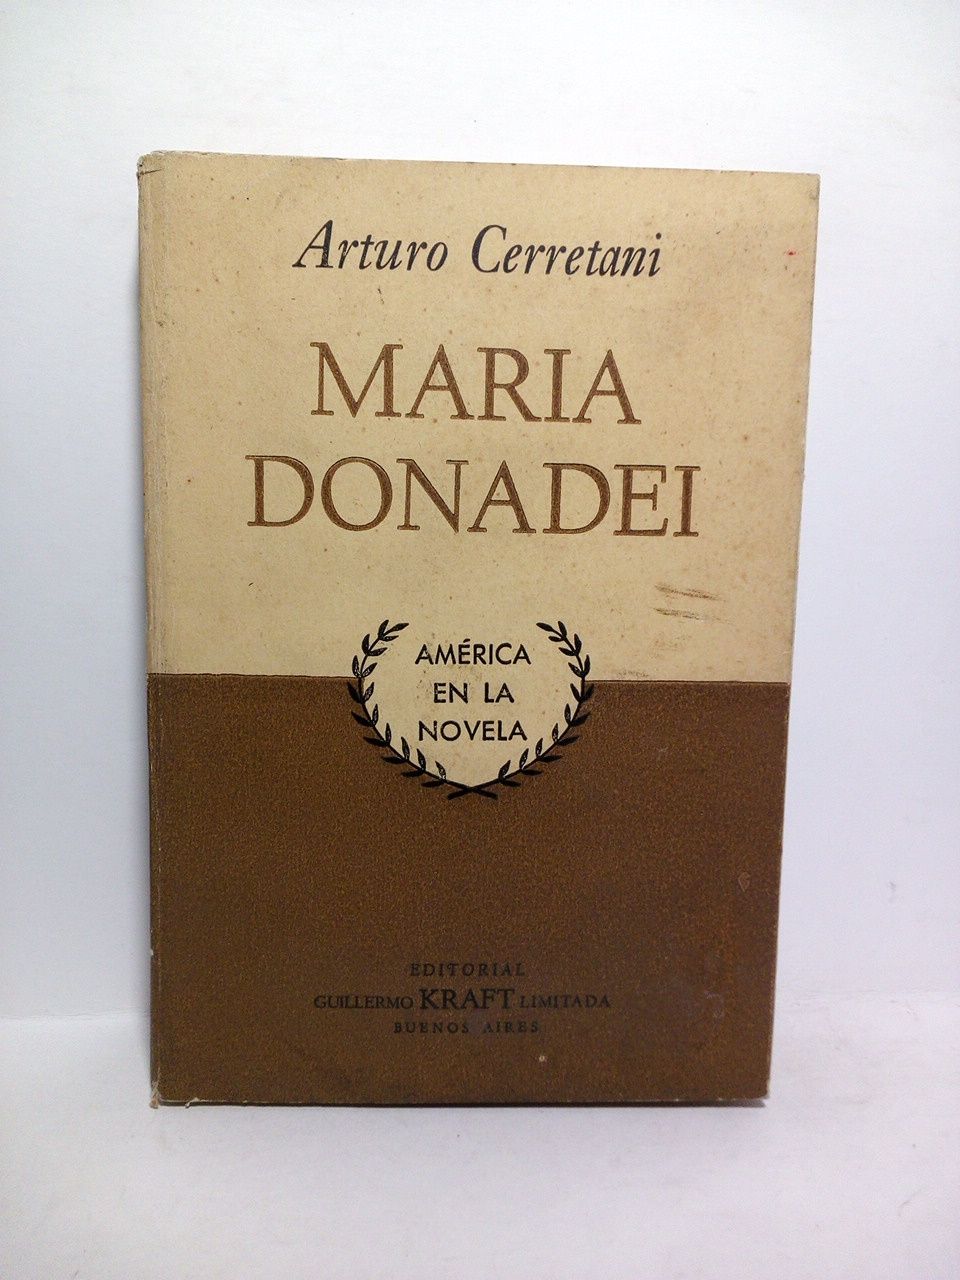 Arturo Cerretani
MARIA
DONADEI
AMÉRICA
EN LA
NOVELA
EDITORIAL
GUILLERMO KRAFT LIMITADA
BUENOS AIRES